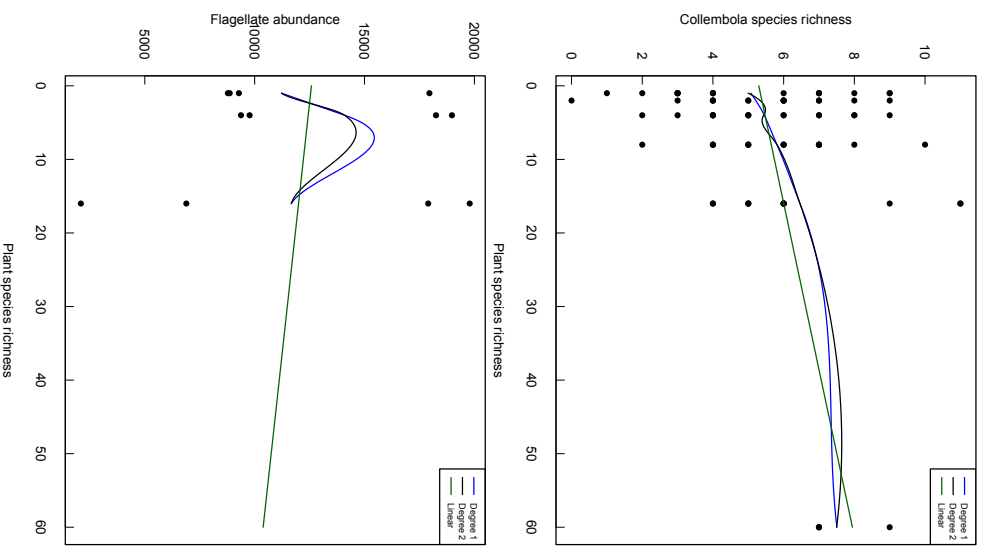 Flagellate abundance
5000
10000
15000
20000
0
10
20
30
40
50
60
Plant species richness
Degree 1
Degree 2
Linear
Collembola species richness
0
2
4
6
8
10
0
10
20
30
40
50
60
Plant species richness
Degree 1
Degree 2
Linear